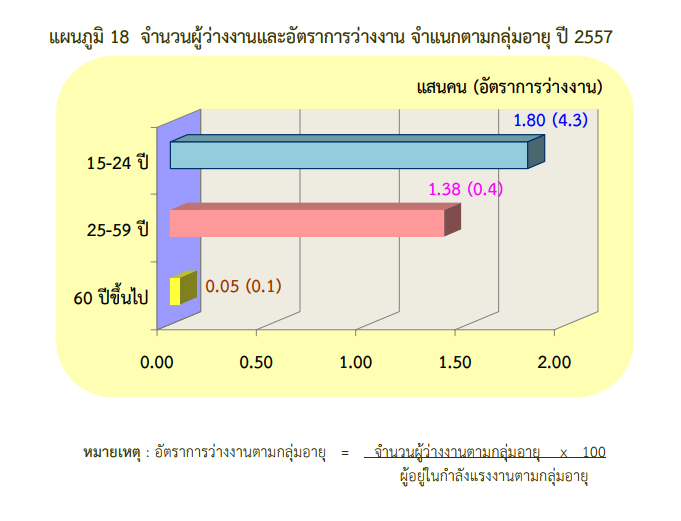 แผนภูมิ 18 จำนวนผู้ว่างงานและอัตราการว่างงาน จำแนกตามกลุ่มอายุ ปี 2557
แสนคน (อัตราการว่างงาน)
1.80 (4.3)
15-24 ปี
1.38 (0.4)
25-59 ปี
0.05 (0.1)
60 ปีขึ้นไป
0.00 0.50 1.00 1.50 2.00
หมายเหตุ : อัตราการว่างงานตามกลุ่มอายุ = จำนวนผู้ว่างงานตามกลุ่มอายุ x 100
ผู้อยู่ในกำลังแรงงานตามกลุ่มอายุ